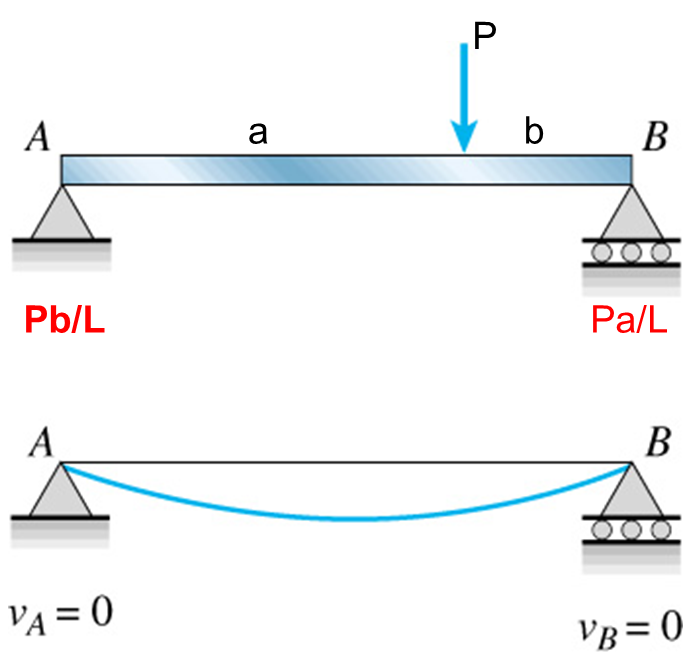 P
A a b B
Pb/L Pa/L
A B
v_A = 0 v_B = 0